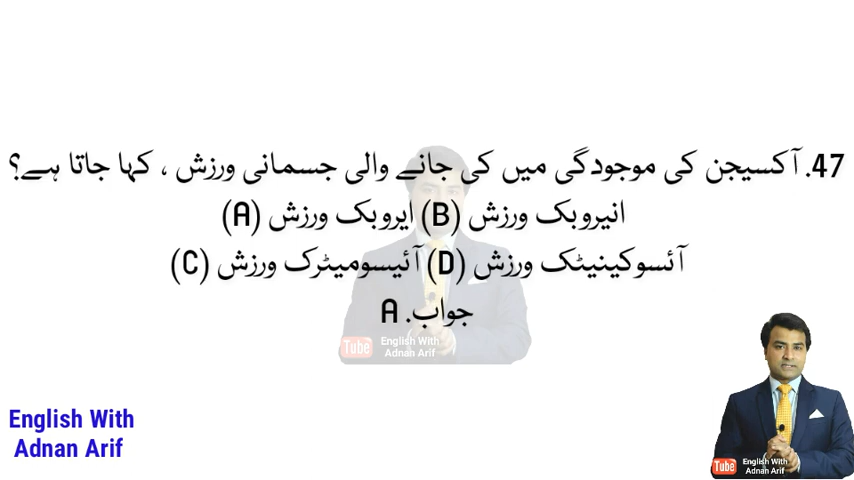 47. آکسیجن کی موجودگی میں کی جانے والی جسمانی ورزش ، کہا جاتا ہے؟
(A) ایروبک ورزش (B) انیروبک ورزش
(C) آئیسومیٹرک ورزش (D) آئسوکینیٹک ورزش
جواب. A
Tube English With
Adnan Arif
English With
Adnan Arif
Tube English With
Adnan Arif